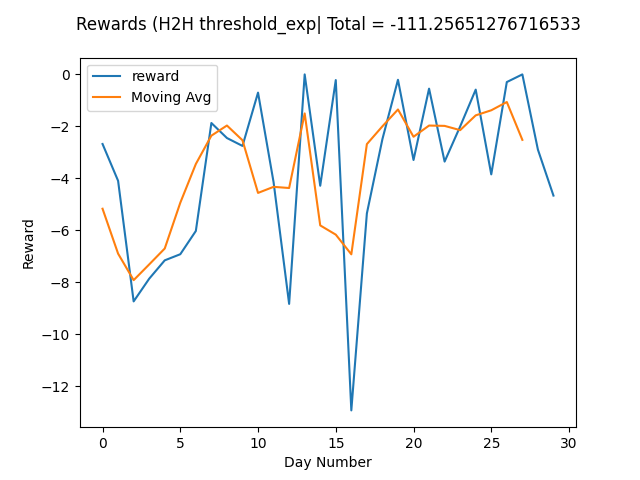 Rewards (H2H threshold_exp| Total = -111.25651276716533
reward
Moving Avg
0
−2
−4
−6
−8
−10
−12
Reward
0 5 10 15 20 25 30
Day Number